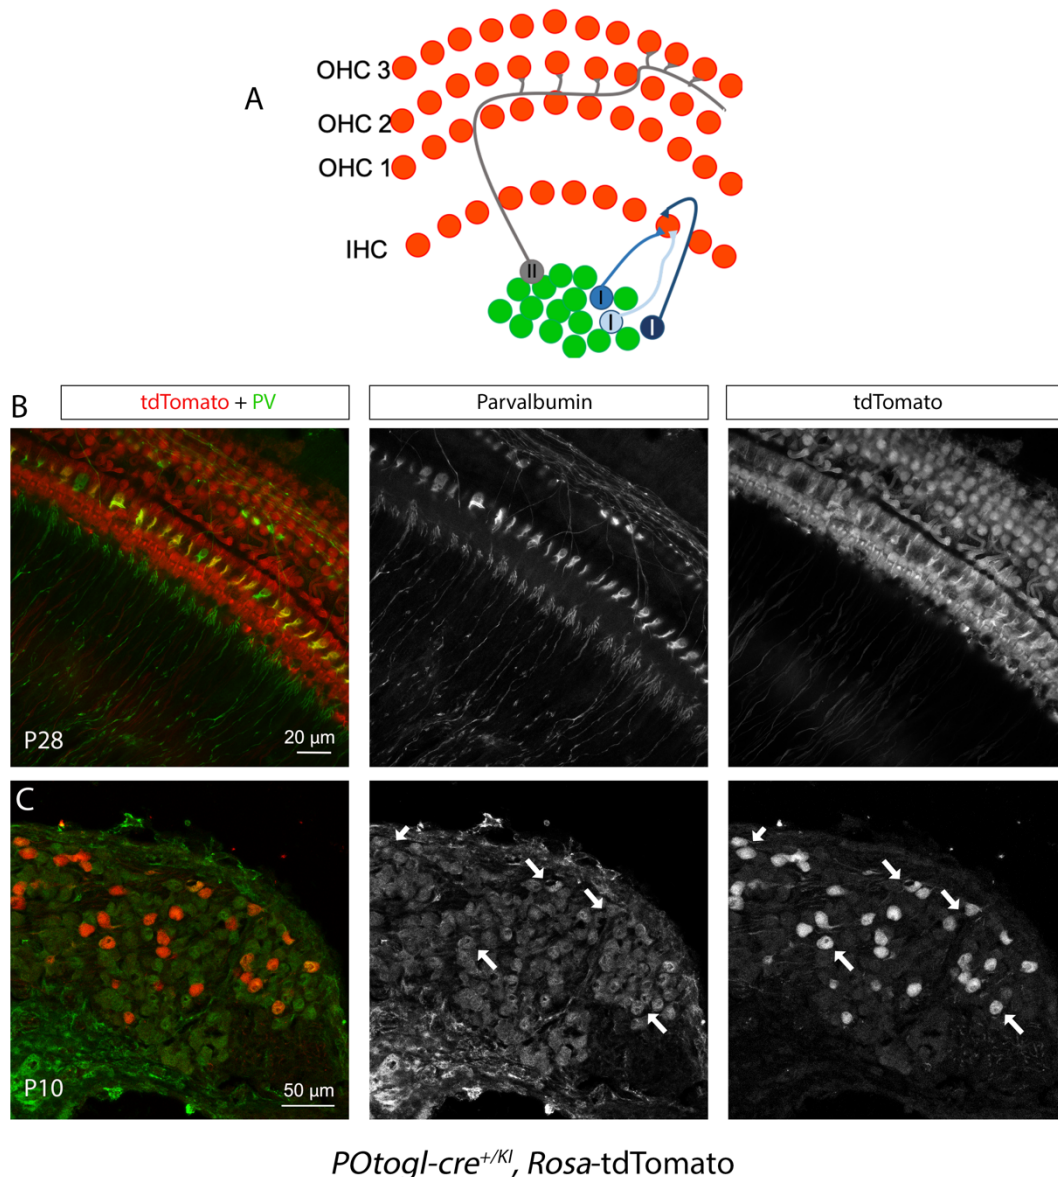 A
OHC 3
OHC 2
OHC 1
IHC
II
I
I
I
B
tdTomato + PV
Parvalbumin
tdTomato
P28
20 µm
C
P10
50 µm
POtogl-cre+/KI, Rosa-tdTomato